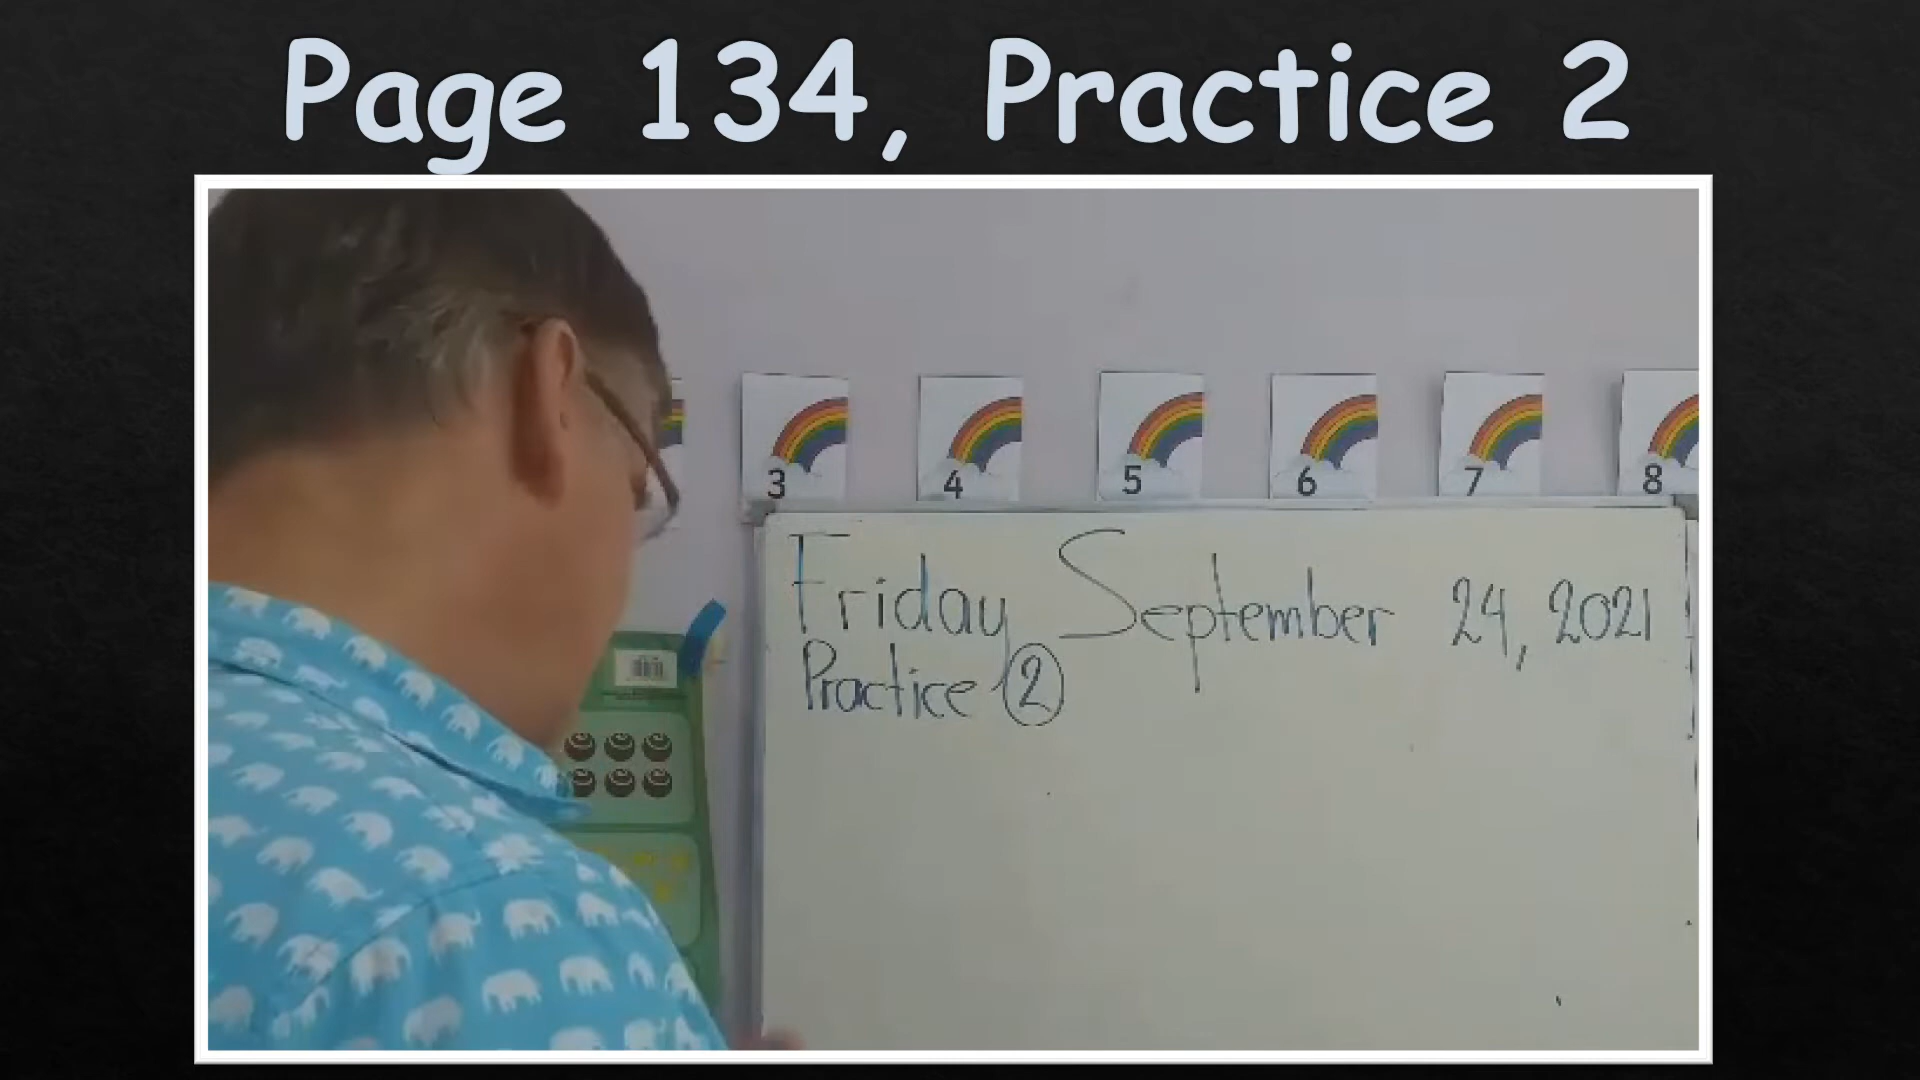 Page 134, Practice 2
3 4 5 6 7 8
Friday September 24, 2021
Practice 2